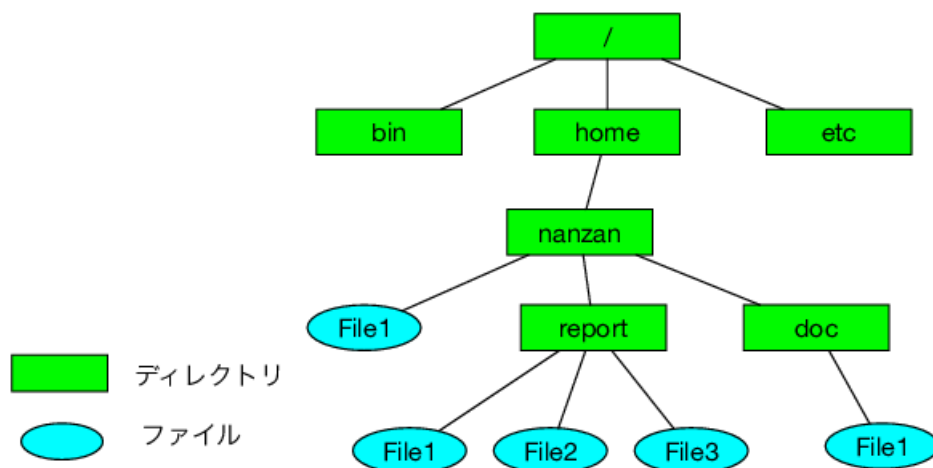 /
bin home etc
nanzan
File1 report doc
ディレクトリ
ファイル
File1 File2 File3 File1